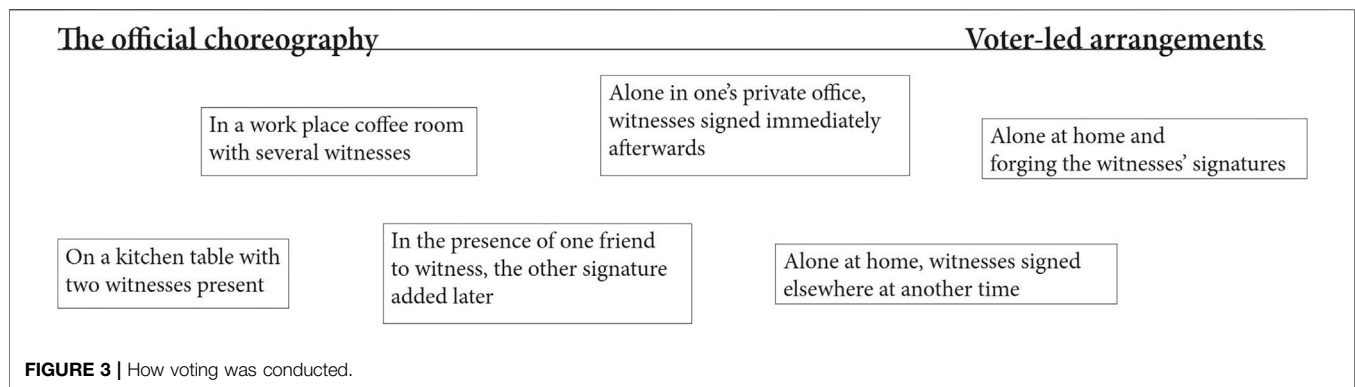 The official choreography
Voter-led arrangements
In a work place coffee room
with several witnesses
Alone in one’s private office,
witnesses signed immediately
afterwards
Alone at home and
forging the witnesses’ signatures
On a kitchen table with
two witnesses present
In the presence of one friend
to witness, the other signature
added later
Alone at home, witnesses signed
elsewhere at another time
FIGURE 3 | How voting was conducted.